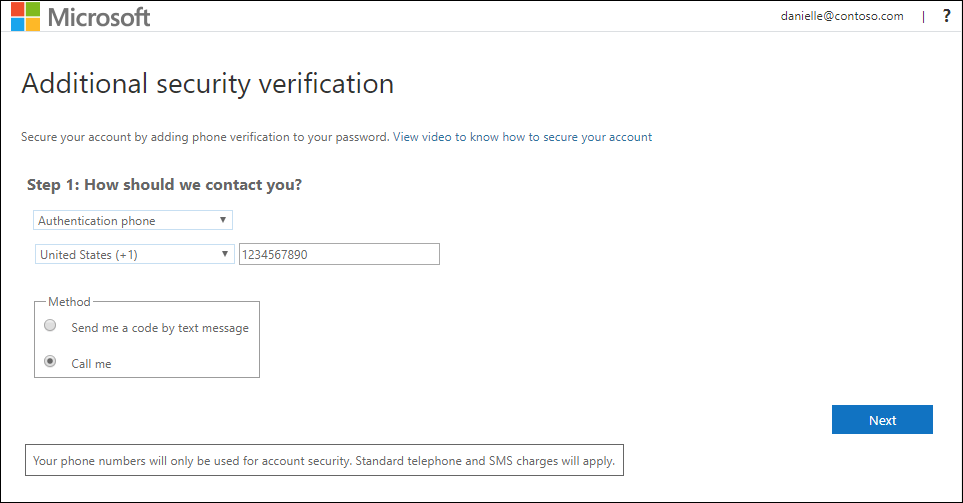 Microsoft
danielle@contoso.com | ?
Additional security verification
Secure your account by adding phone verification to your password. View video to know how to secure your account
Step 1: How should we contact you?
Authentication phone
United States (+1) 1234567890
Method
Send me a code by text message
Call me
Next
Your phone numbers will only be used for account security. Standard telephone and SMS charges will apply.